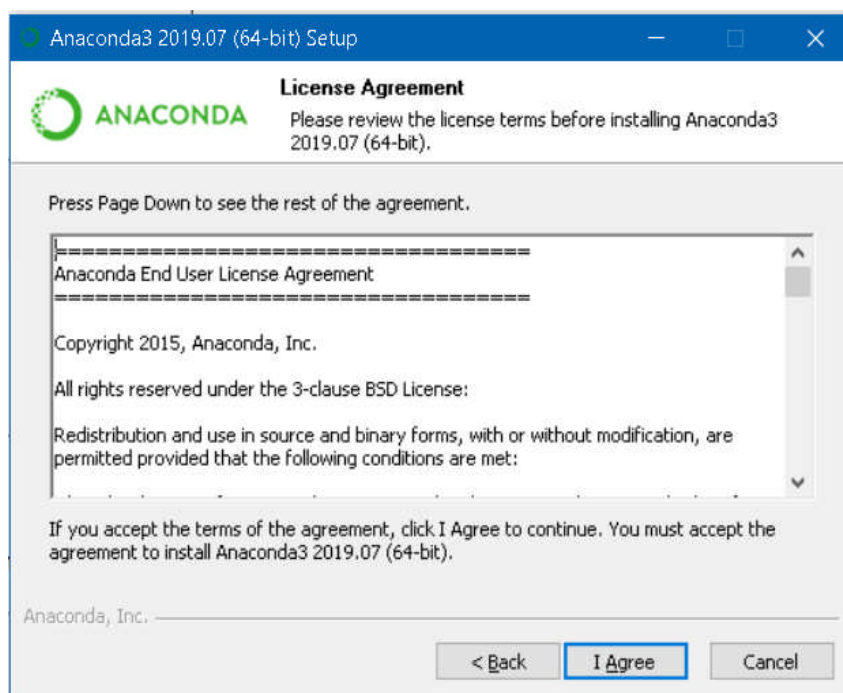 Anaconda3 2019.07 (64-bit) Setup
ANACONDA
License Agreement
Please review the license terms before installing Anaconda3
2019.07 (64-bit).
Press Page Down to see the rest of the agreement.
===================================
Anaconda End User License Agreement
===================================
Copyright 2015, Anaconda, Inc.
All rights reserved under the 3-clause BSD License:
Redistribution and use in source and binary forms, with or without modification, are
permitted provided that the following conditions are met:
If you accept the terms of the agreement, click I Agree to continue. You must accept the
agreement to install Anaconda3 2019.07 (64-bit).
Anaconda, Inc.
< Back
I Agree
Cancel